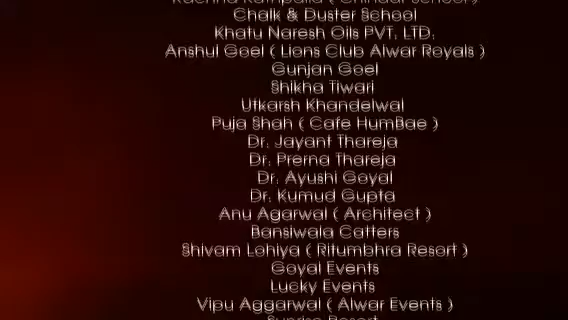 Chalk & Duster School
Khatu Naresh Oils PVT. LTD.
Anshul Goel ( Lions Club Alwar Royals )
Gunjan Goel
Shikha Tiwari
Utkarsh Khandelwal
Puja Shah ( Cafe HumBae )
Dr. Jayant Thareja
Dr. Prerna Thareja
Dr. Ayushi Goyal
Dr. Kumud Gupta
Anu Agarwal ( Architect )
Bansiwala Catters
Shivam Lohiya ( Ritumbhra Resort )
Goyal Events
Lucky Events
Vipu Aggarwal ( Alwar Events )